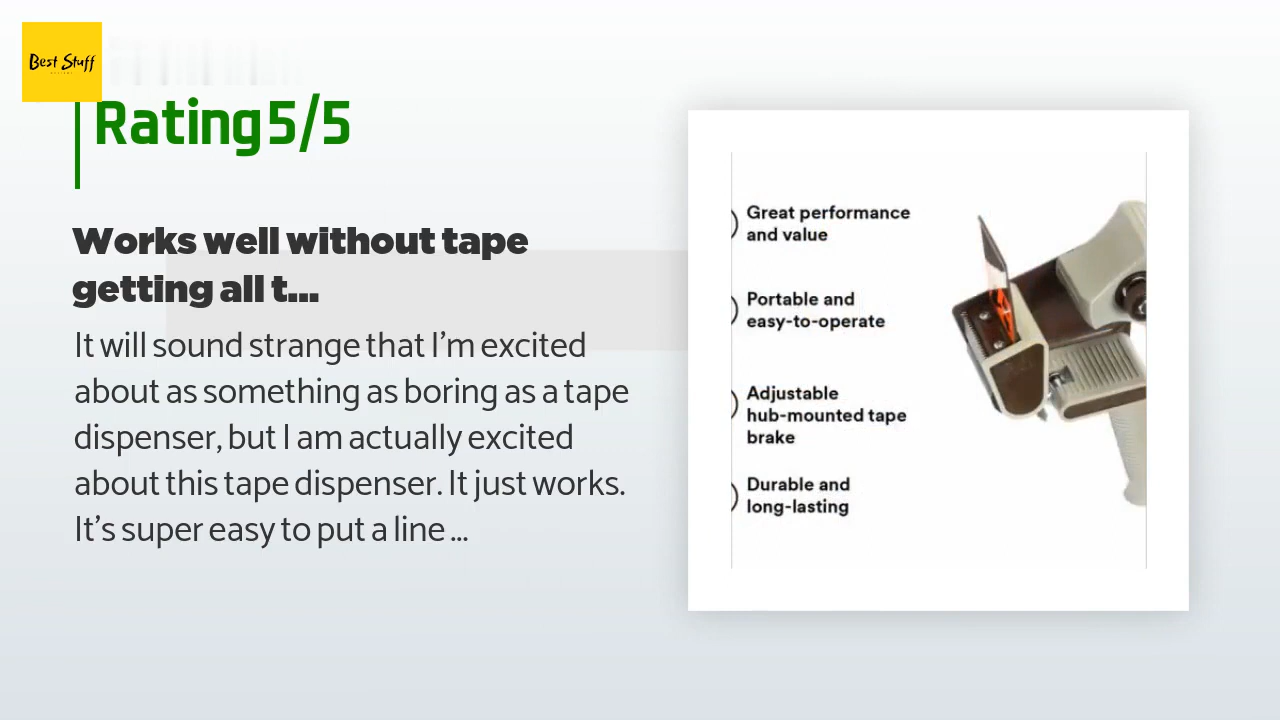 Best Stuff
Rating 5/5
Works well without tape
getting all t...
It will sound strange that I'm excited
about as something as boring as a tape
dispenser, but I am actually excited
about this tape dispenser. It just works.
It's super easy to put a line ...
Great performance
and value
Portable and
easy-to-operate
Adjustable
hub-mounted tape
brake
Durable and
long-lasting